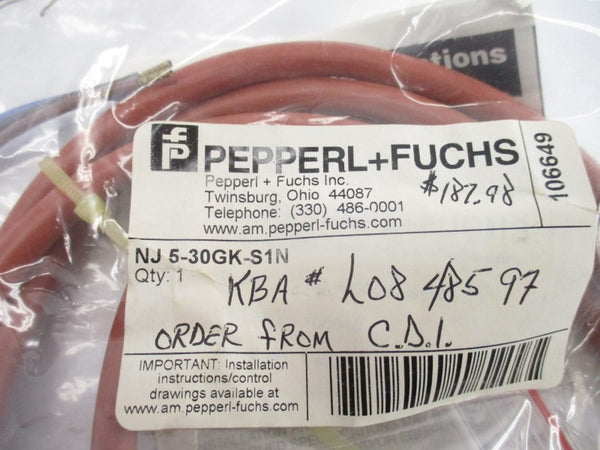 PEPPERL+FUCHS
Pepperl + Fuchs Inc.
Twinsburg, Ohio 44087
Telephone: (330) 486-0001
www.am.pepperl-fuchs.com
$187.98
106649
NJ 5-30GK-S1N
Qty: 1
KBA # L08 485 97
ORDER FROM C.D.I.
IMPORTANT: Installation
instructions/control
drawings available at
www.am.pepperl-fuchs.com